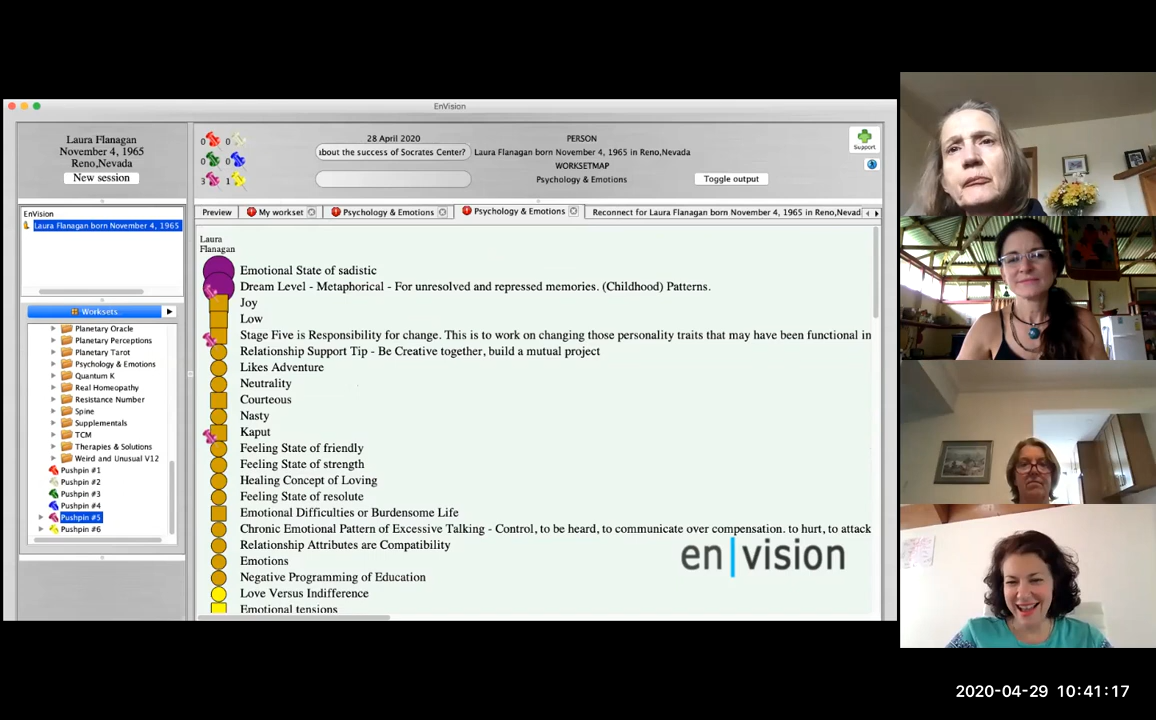 EnVision
Laura Flanagan
November 4, 1965
Reno,Nevada
New session
EnVision
Laura Flanagan born November 4, 1965
Worksets
Planetary Oracle
Planetary Perceptions
Planetary Tarot
Psychology & Emotions
Quantum K
Real Homeopathy
Resistance Number
Spine
Supplementals
TCM
Therapies & Solutions
Weird and Unusual V12
Pushpin #1
Pushpin #2
Pushpin #3
Pushpin #4
Pushpin #5
Pushpin #6
0 0
0 0
3 1
28 April 2020
about the success of Socrates Center?
PERSON
Laura Flanagan born November 4, 1965 in Reno,Nevada
WORKSETMAP
Psychology & Emotions
Toggle output
Support
Preview
My workset
Psychology & Emotions
Psychology & Emotions
Reconnect for Laura Flanagan born November 4, 1965 in Reno,Nevad
Laura
Flanagan
Emotional State of sadistic
Dream Level - Metaphorical - For unresolved and repressed memories. (Childhood) Patterns.
Joy
Low
Stage Five is Responsibility for change. This is to work on changing those personality traits that may have been functional in
Relationship Support Tip - Be Creative together, build a mutual project
Likes Adventure
Neutrality
Courteous
Nasty
Kaput
Feeling State of friendly
Feeling State of strength
Healing Concept of Loving
Feeling State of resolute
Emotional Difficulties or Burdensome Life
Chronic Emotional Pattern of Excessive Talking - Control, to be heard, to communicate over compensation. to hurt, to attack
Relationship Attributes are Compatibility
Emotions
Negative Programming of Education
Love Versus Indifference
Emotional tensions
en|vision
2020-04-29 10:41:17